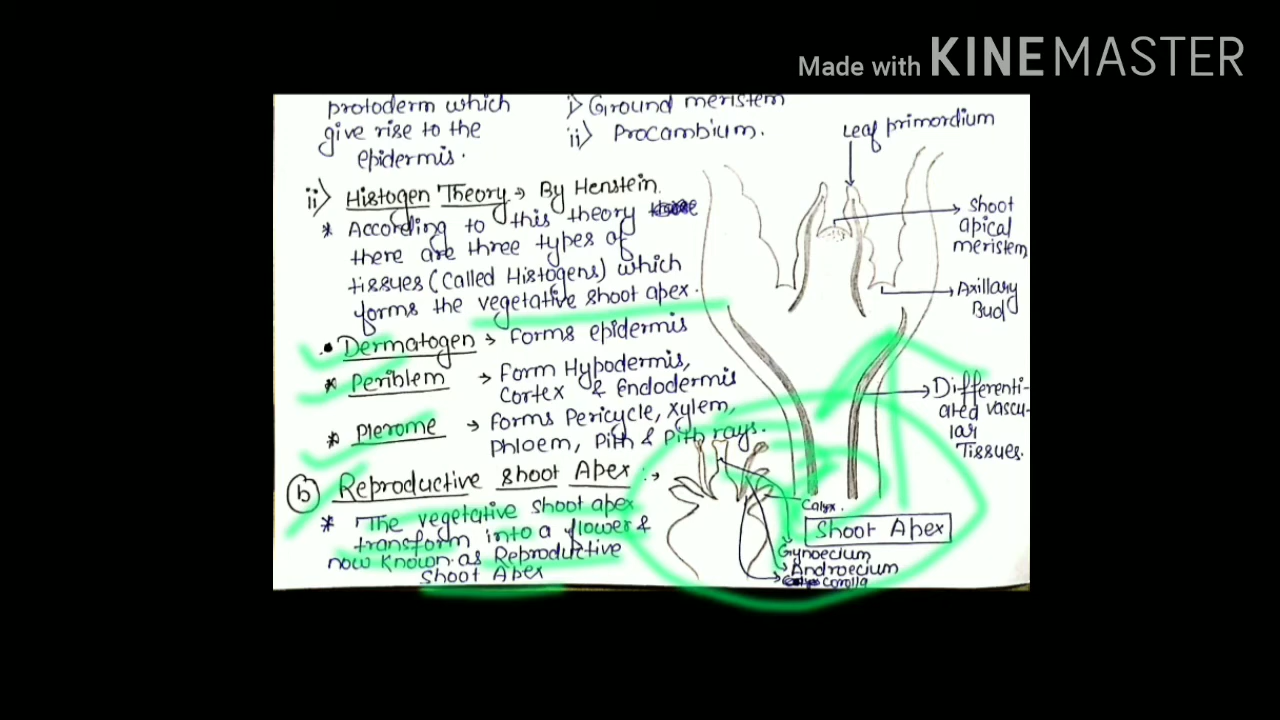 Made with KINEMASTER
protoderm which
give rise to the
epidermis.
i) Ground meristem
ii) Procambium.
ii) Histogen Theory → By Henstein.
* According to this theory
there are three types of
tissues (called Histogens) which
forms the vegetative shoot apex.
• Dermatogen → Forms epidermis
* Periblem → Form Hypodermis,
Cortex & Endodermis
* Plerome → Forms Pericycle, Xylem,
Phloem, Pith & Pith rays.
(b) Reproductive Shoot Apex :→
* The vegetative shoot apex
transform into a flower &
now known as Reproductive
Shoot Apex
Leaf primordium
Shoot
apical
meristem
Axillary
Bud
Differenti-
ated vascu-
lar
Tissues.
Calyx.
Shoot Apex
Gynoecium
Androecium
Corolla